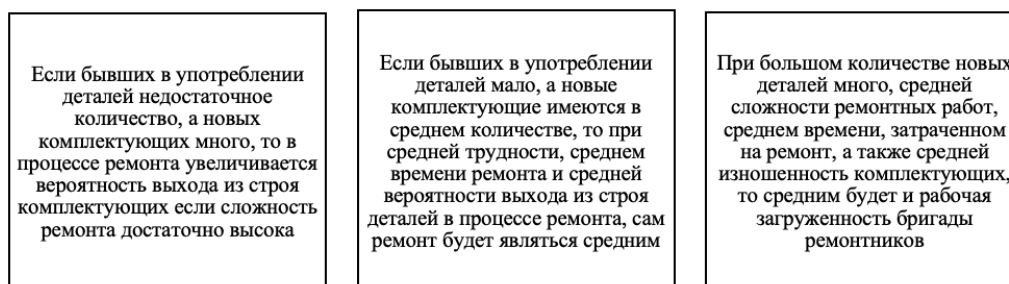 Если бывших в употреблении
деталей недостаточное
количество, а новых
комплектующих много, то в
процессе ремонта увеличивается
вероятность выхода из строя
комплектующих если сложность
ремонта достаточно высока
Если бывших в употреблении
деталей мало, а новые
комплектующие имеются в
среднем количестве, то при
средней трудности, среднем
времени ремонта и средней
вероятности выхода из строя
деталей в процессе ремонта, сам
ремонт будет являться средним
При большом количестве новых
деталей много, средней
сложности ремонтных работ,
среднем времени, затраченном
на ремонт, а также средней
изношенность комплектующих,
то средним будет и рабочая
загруженность бригады
ремонтников